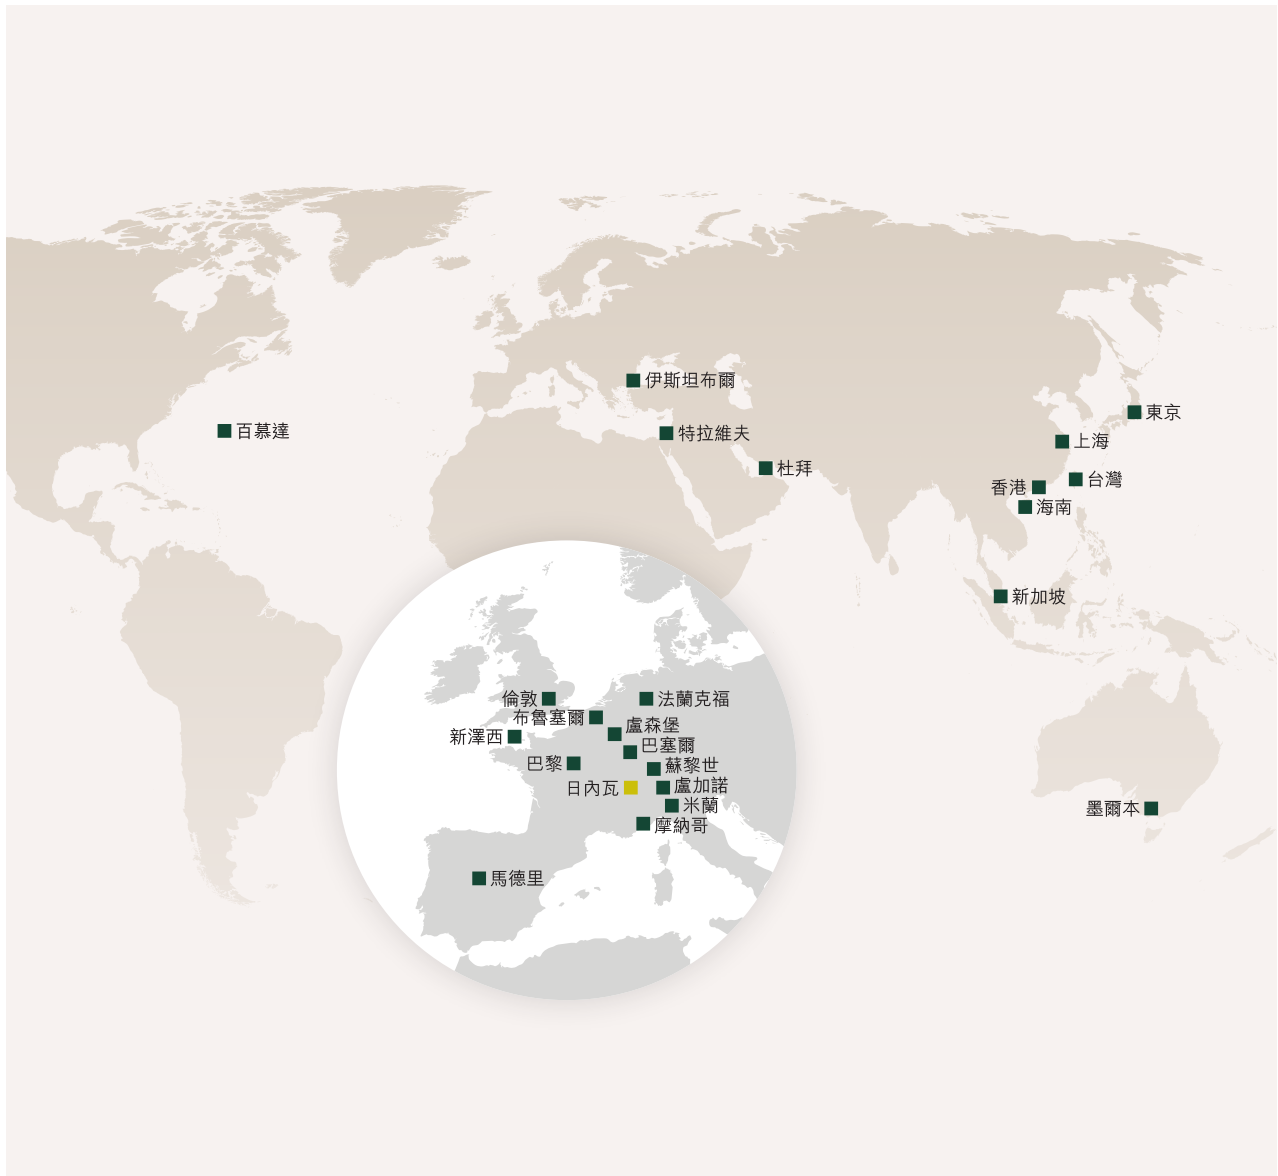 伊斯坦布爾
東京
百慕達
特拉維夫
上海
杜拜
台灣
香港
海南
新加坡
倫敦
法蘭克福
布魯塞爾
盧森堡
新澤西
巴塞爾
巴黎
蘇黎世
日內瓦
盧加諾
米蘭
墨爾本
摩納哥
馬德里